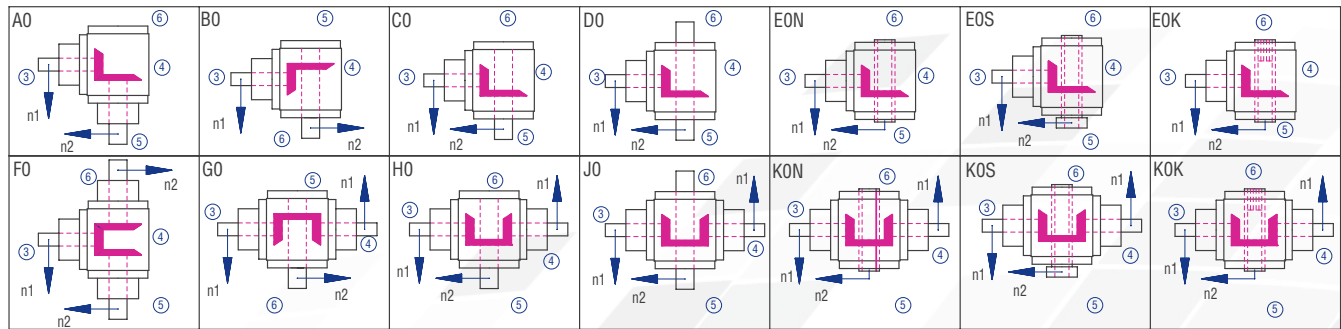 A0 ⑥ ③ ④ n1 n2 ⑤
B0 ⑤ ③ ④ n1 ⑥ n2
C0 ⑥ ③ ④ n1 n2 ⑤
D0 ⑥ ③ ④ n1 n2 ⑤
E0N ⑥ ③ ④ n1 n2 ⑤
E0S ⑥ ③ ④ n1 n2 ⑤
E0K ⑥ ③ ④ n1 n2 ⑤
F0 ⑥ n2 ③ ④ n1 n2 ⑤
G0 ⑤ n1 ③ ④ n1 n2 ⑥
H0 ⑥ n1 ③ ④ n1 n2 ⑤
J0 ⑥ n1 ③ ④ n1 n2 ⑤
K0N ⑥ n1 ③ ④ n1 n2 ⑤
K0S ⑥ n1 ③ ④ n1 n2 ⑤
K0K ⑥ n1 ③ ④ n1 n2 ⑤